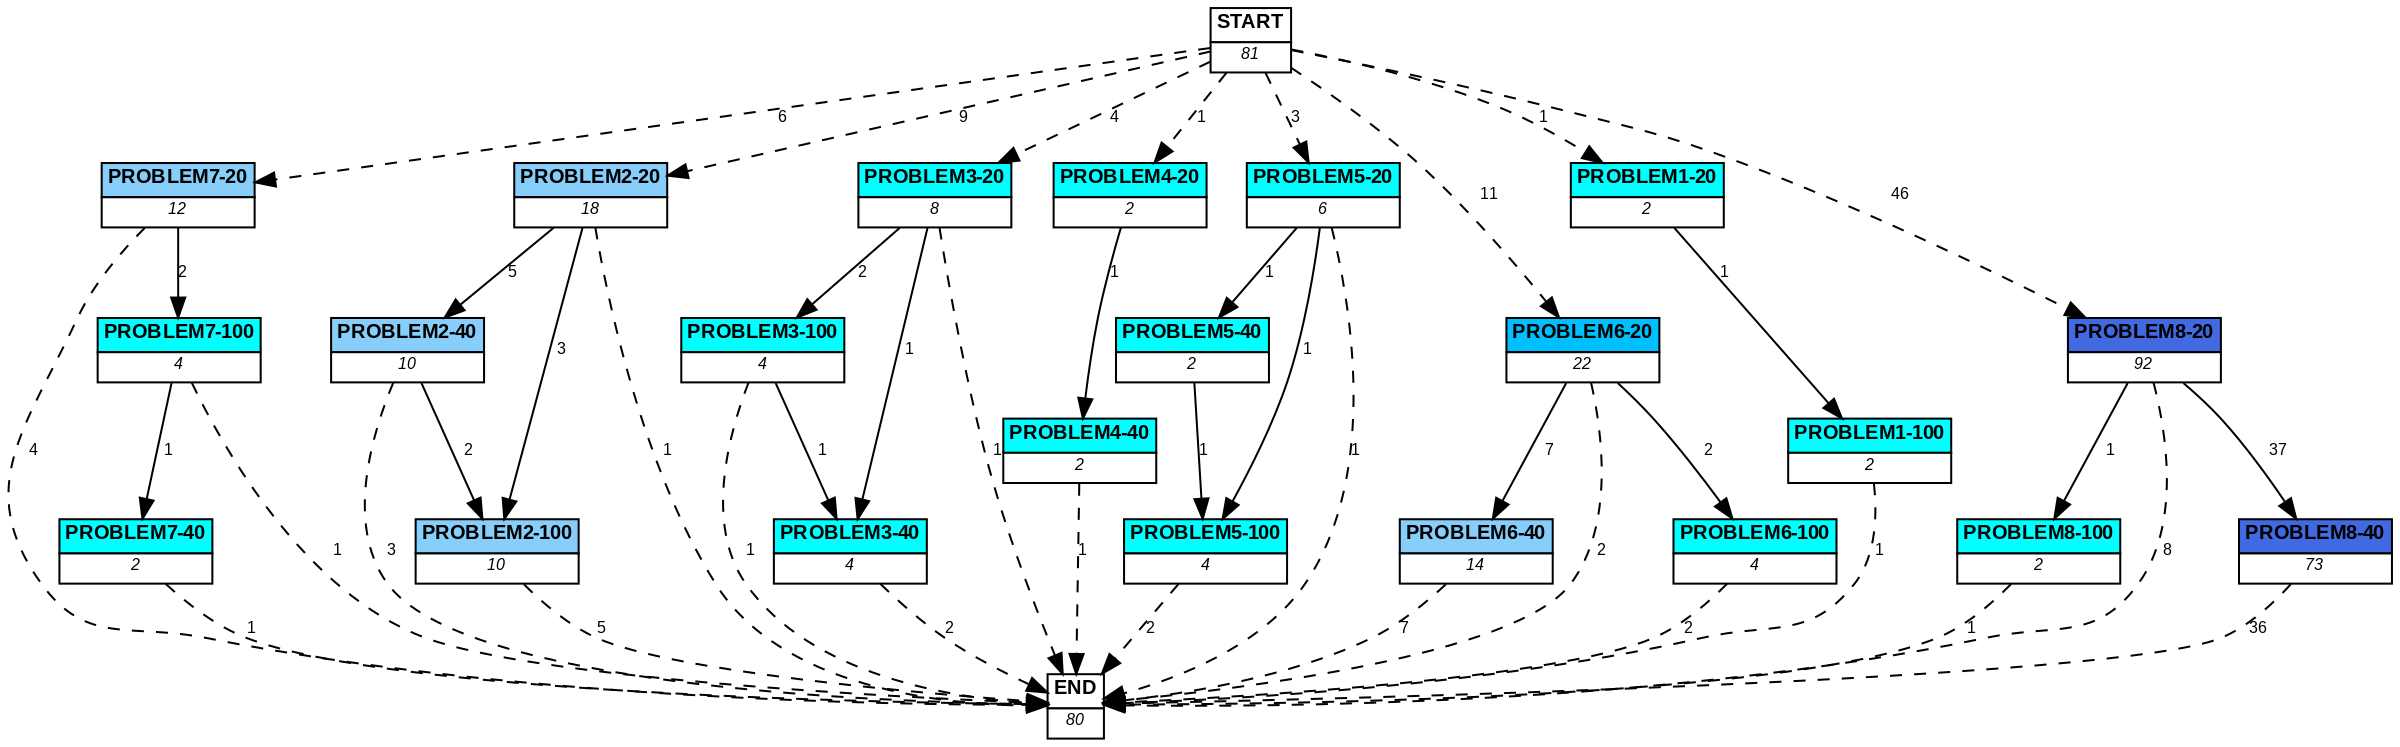 START
81
6
9
4
1
3
1
11
46
PROBLEM7-20
12
PROBLEM2-20
18
PROBLEM3-20
8
PROBLEM4-20
2
PROBLEM5-20
6
PROBLEM1-20
2
2
5
3
2
1
1
1
1
1
PROBLEM7-100
4
PROBLEM2-40
10
PROBLEM3-100
4
PROBLEM5-40
2
PROBLEM6-20
22
PROBLEM8-20
92
PROBLEM4-40
2
PROBLEM1-100
2
4
1
2
1
1
1
1
1
7
2
1
37
PROBLEM7-40
2
PROBLEM2-100
10
PROBLEM3-40
4
PROBLEM5-100
4
PROBLEM6-40
14
PROBLEM6-100
4
PROBLEM8-100
2
PROBLEM8-40
73
1
3
1
1
2
1
8
1
5
2
2
7
2
1
36
END
80